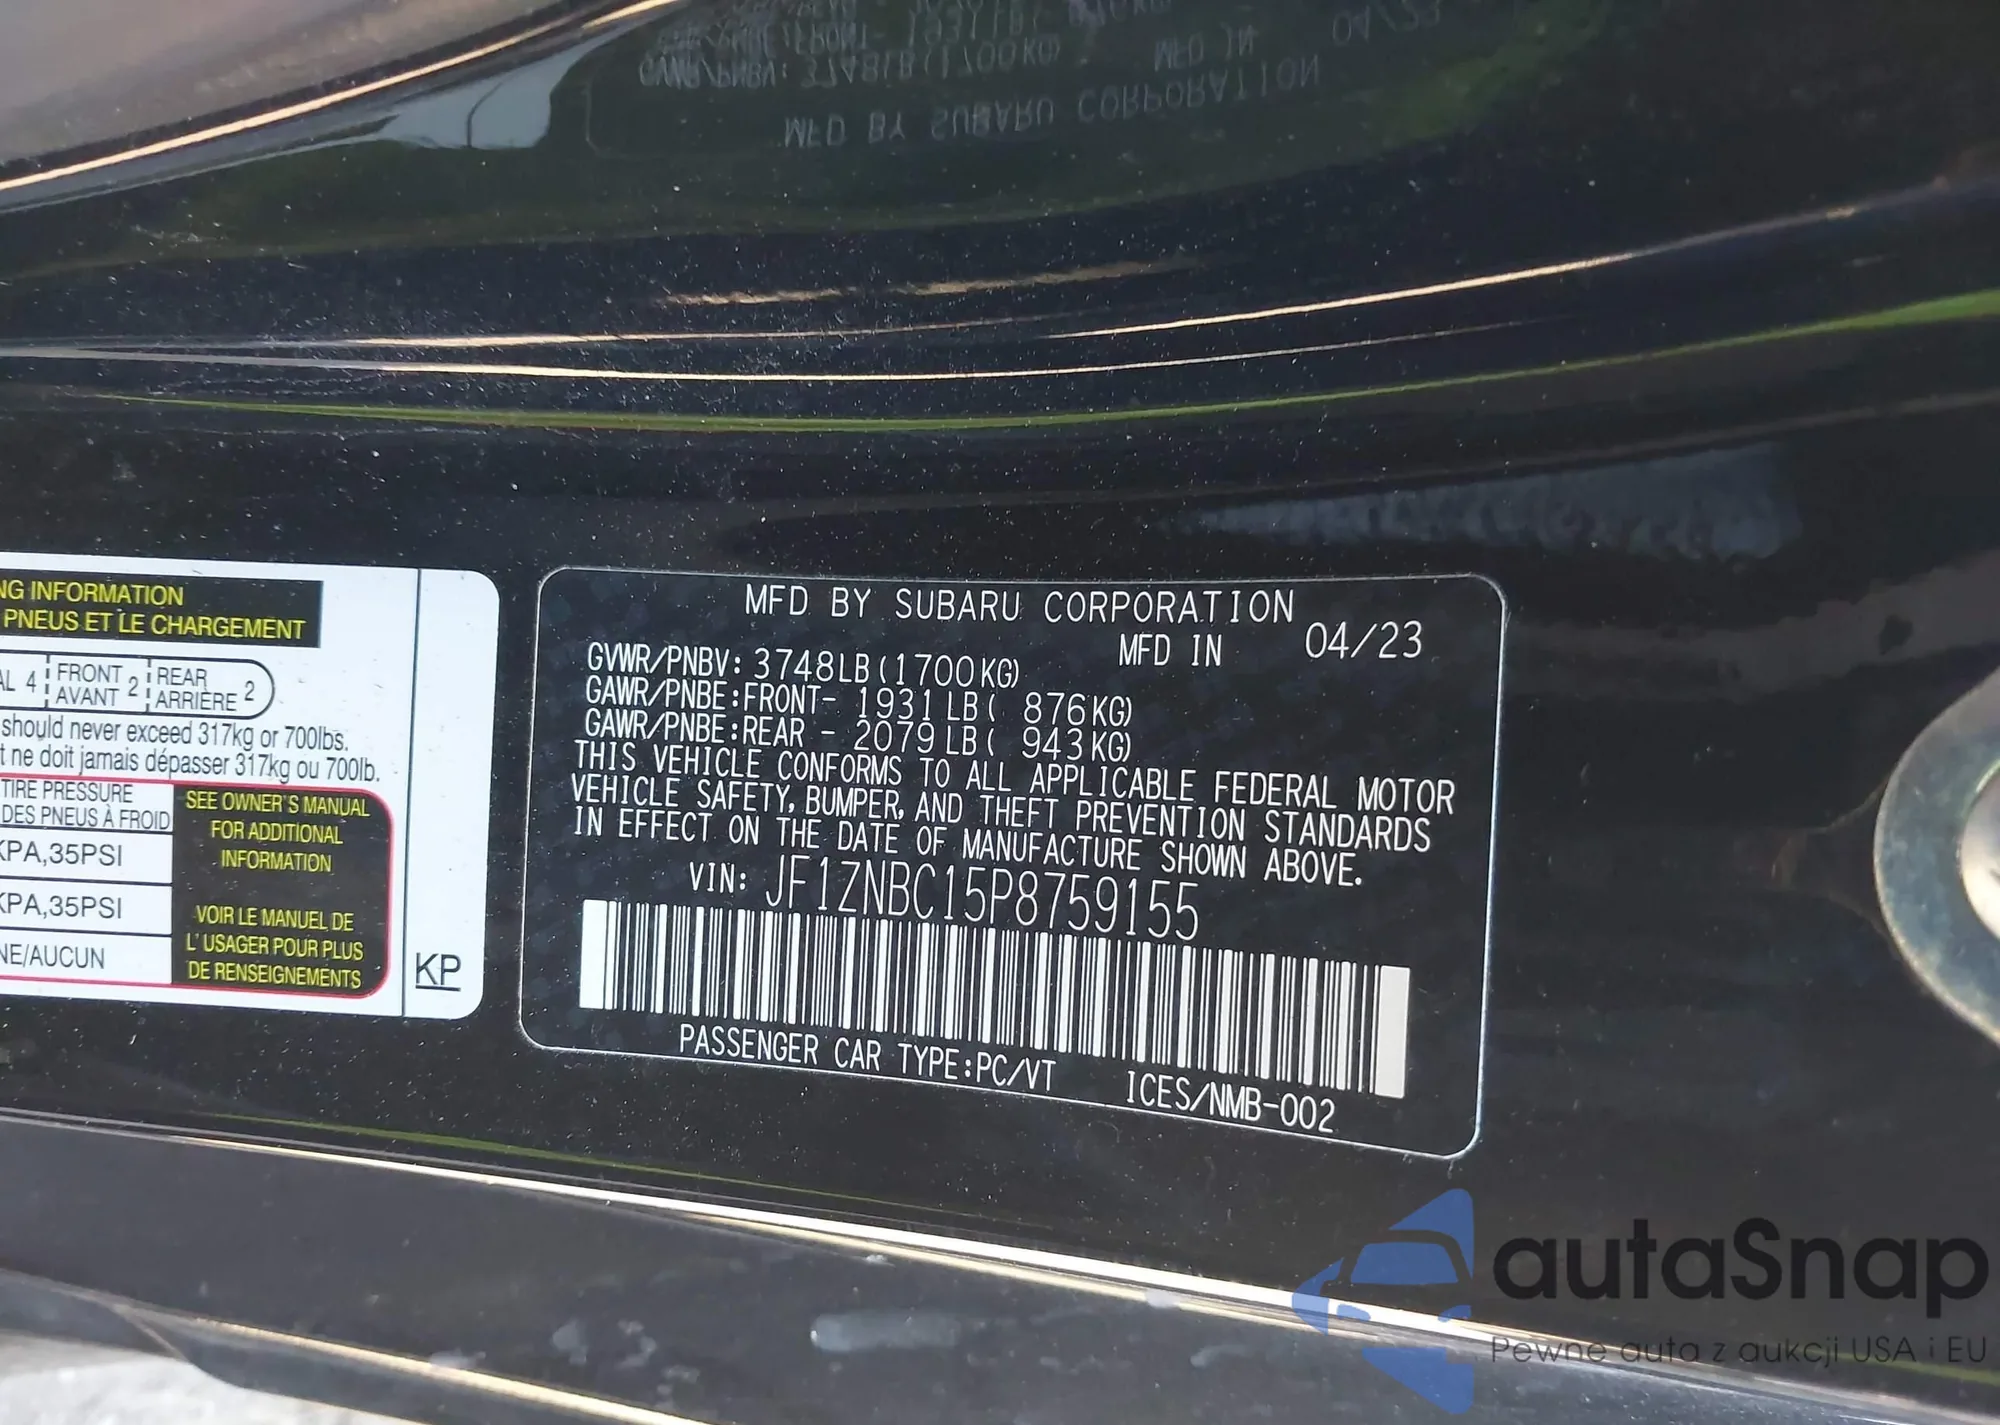 NG INFORMATION
PNEUS ET LE CHARGEMENT
AL 4 FRONT AVANT 2 REAR ARRIÈRE 2
should never exceed 317kg or 700lbs.
t ne doit jamais dépasser 317kg ou 700lb.
TIRE PRESSURE
DES PNEUS À FROID
KPA,35PSI
KPA,35PSI
NE/AUCUN
SEE OWNER'S MANUAL
FOR ADDITIONAL
INFORMATION
VOIR LE MANUEL DE
L'USAGER POUR PLUS
DE RENSEIGNEMENTS
KP
MFD BY SUBARU CORPORATION
MFD IN 04/23
GVWR/PNBV: 3748LB(1700KG)
GAWR/PNBE:FRONT- 1931LB( 876KG)
GAWR/PNBE:REAR - 2079LB( 943KG)
THIS VEHICLE CONFORMS TO ALL APPLICABLE FEDERAL MOTOR
VEHICLE SAFETY, BUMPER, AND THEFT PREVENTION STANDARDS
IN EFFECT ON THE DATE OF MANUFACTURE SHOWN ABOVE.
VIN: JF1ZNBC15P8759155
PASSENGER CAR TYPE:PC/VT
ICES/NMB-002
autaSnap
Pewne auta z aukcji USA i EU